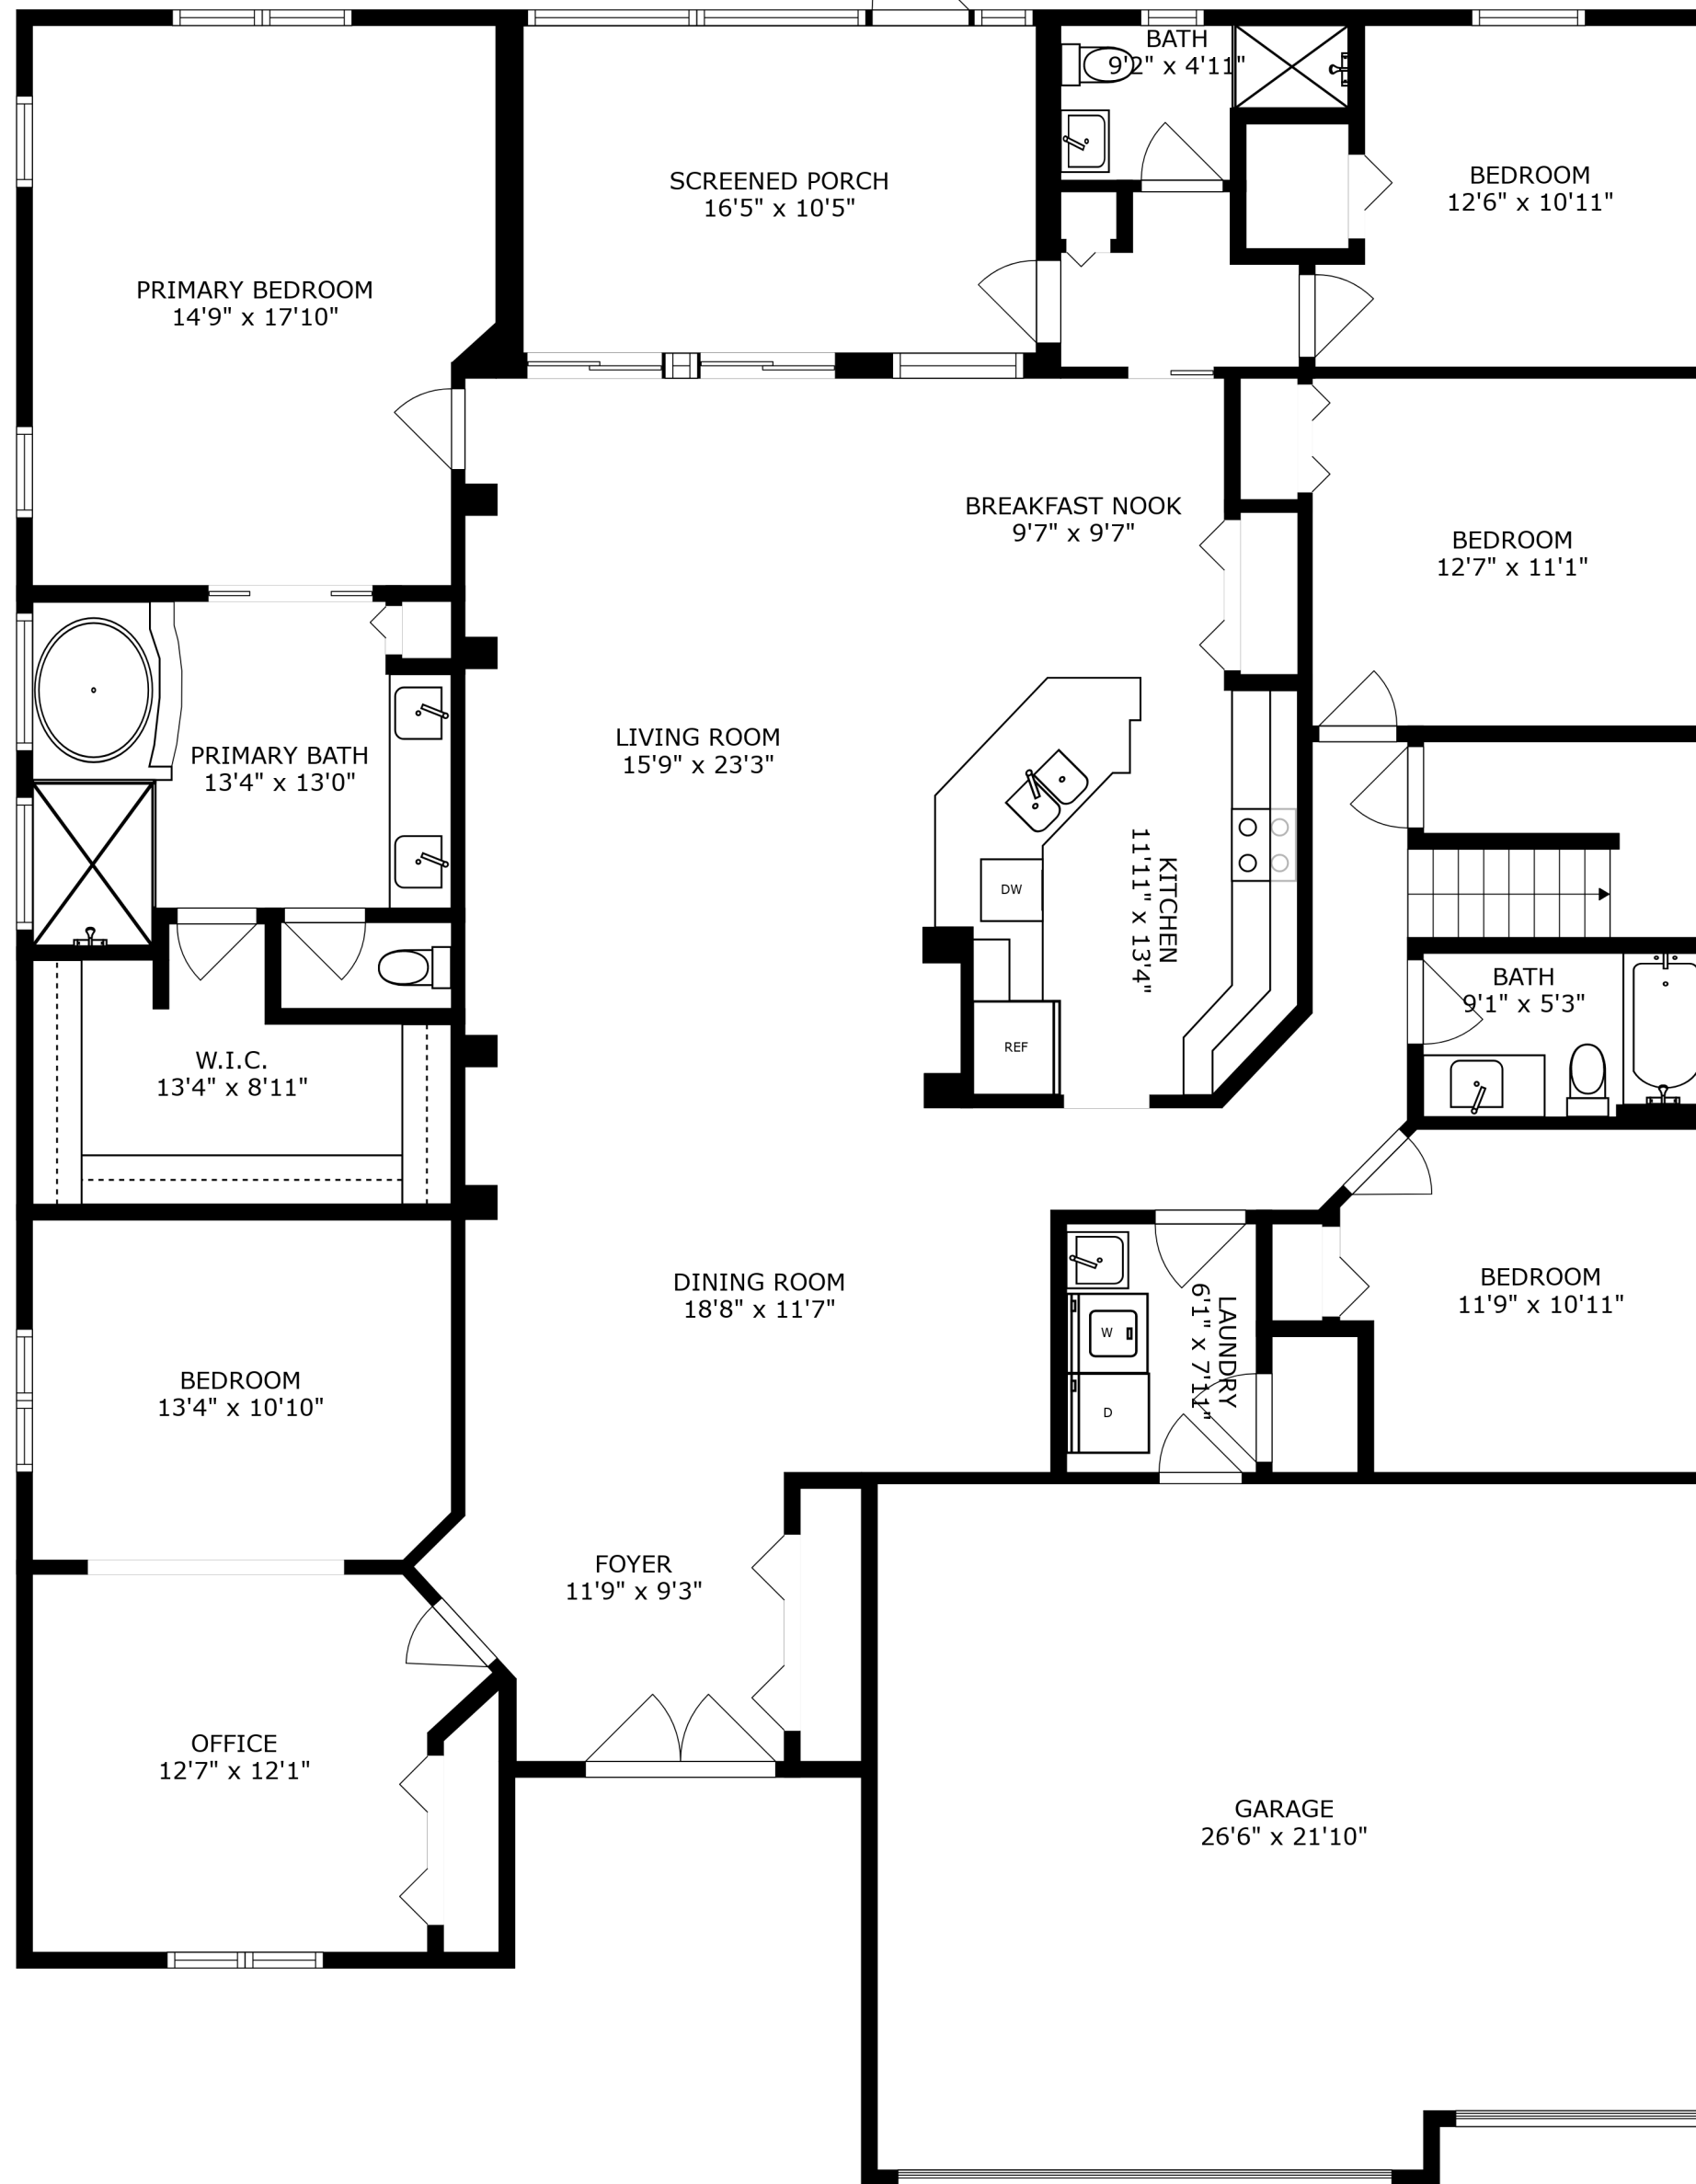 BATH
9'2" x 4'11"
SCREENED PORCH
16'5" x 10'5"
BEDROOM
12'6" x 10'11"
PRIMARY BEDROOM
14'9" x 17'10"
BREAKFAST NOOK
9'7" x 9'7"
BEDROOM
12'7" x 11'1"
LIVING ROOM
15'9" x 23'3"
PRIMARY BATH
13'4" x 13'0"
KITCHEN
11'11" x 13'4"
DW
REF
BATH
9'1" x 5'3"
W.I.C.
13'4" x 8'11"
DINING ROOM
18'8" x 11'7"
LAUNDRY
6'1" x 7'11"
W
D
BEDROOM
11'9" x 10'11"
BEDROOM
13'4" x 10'10"
FOYER
11'9" x 9'3"
OFFICE
12'7" x 12'1"
GARAGE
26'6" x 21'10"